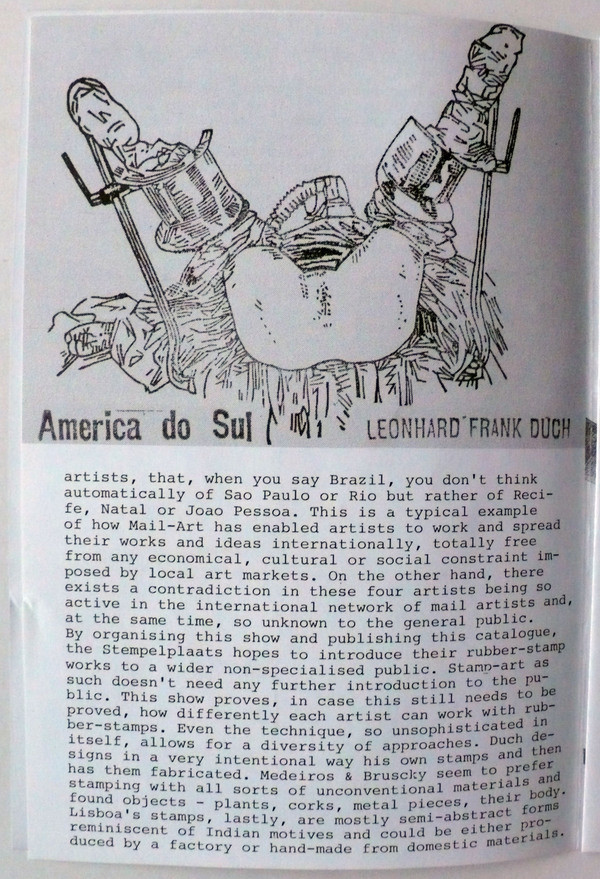 America do Sul
LEONHARD FRANK DUCH
artists, that, when you say Brazil, you don't think
automatically of Sao Paulo or Rio but rather of Reci-
fe, Natal or Joao Pessoa. This is a typical example
of how Mail-Art has enabled artists to work and spread
their works and ideas internationally, totally free
from any economical, cultural or social constraint im-
posed by local art markets. On the other hand, there
exists a contradiction in these four artists being so
active in the international network of mail artists and,
at the same time, so unknown to the general public.
By organising this show and publishing this catalogue,
the Stempelplaats hopes to introduce their rubber-stamp
works to a wider non-specialised public. Stamp-art as
such doesn't need any further introduction to the pu-
blic. This show proves, in case this still needs to be
proved, how differently each artist can work with rub-
ber-stamps. Even the technique, so unsophisticated in
itself, allows for a diversity of approaches. Duch de-
signs in a very intentional way his own stamps and then
has them fabricated. Medeiros & Bruscky seem to prefer
stamping with all sorts of unconventional materials and
found objects - plants, corks, metal pieces, their body.
Lisboa's stamps, lastly, are mostly semi-abstract forms
reminiscent of Indian motives and could be either pro-
duced by a factory or hand-made from domestic materials.